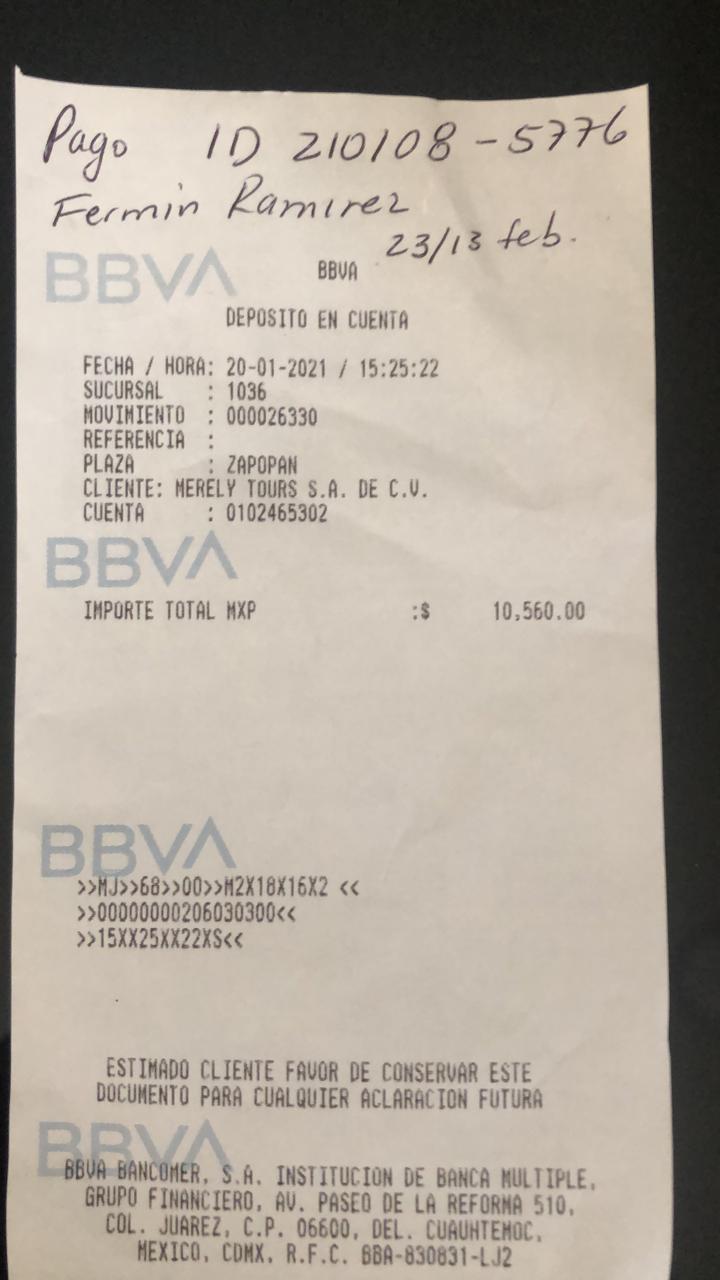 Pago ID 210108-5776
Fermin Ramirez
23/13 feb.
BBVA
BBVA
DEPOSITO EN CUENTA
FECHA / HORA: 20-01-2021 / 15:25:22
SUCURSAL : 1036
MOVIMIENTO : 000026330
REFERENCIA :
PLAZA : ZAPOPAN
CLIENTE: MERELY TOURS S.A. DE C.V.
CUENTA : 0102465302
BBVA
IMPORTE TOTAL MXP :$ 10,560.00
BBVA
>>MJ>>68>>00>>M2X18X16X2 <<
>>00000000206030300<<
>>15XX25XX22XS<<
ESTIMADO CLIENTE FAVOR DE CONSERVAR ESTE
DOCUMENTO PARA CUALQUIER ACLARACION FUTURA
BBVA
BBVA BANCOMER, S.A. INSTITUCION DE BANCA MULTIPLE,
GRUPO FINANCIERO, AV. PASEO DE LA REFORMA 510,
COL. JUAREZ, C.P. 06600, DEL. CUAUHTEMOC,
MEXICO, CDMX, R.F.C. BBA-830831-LJ2